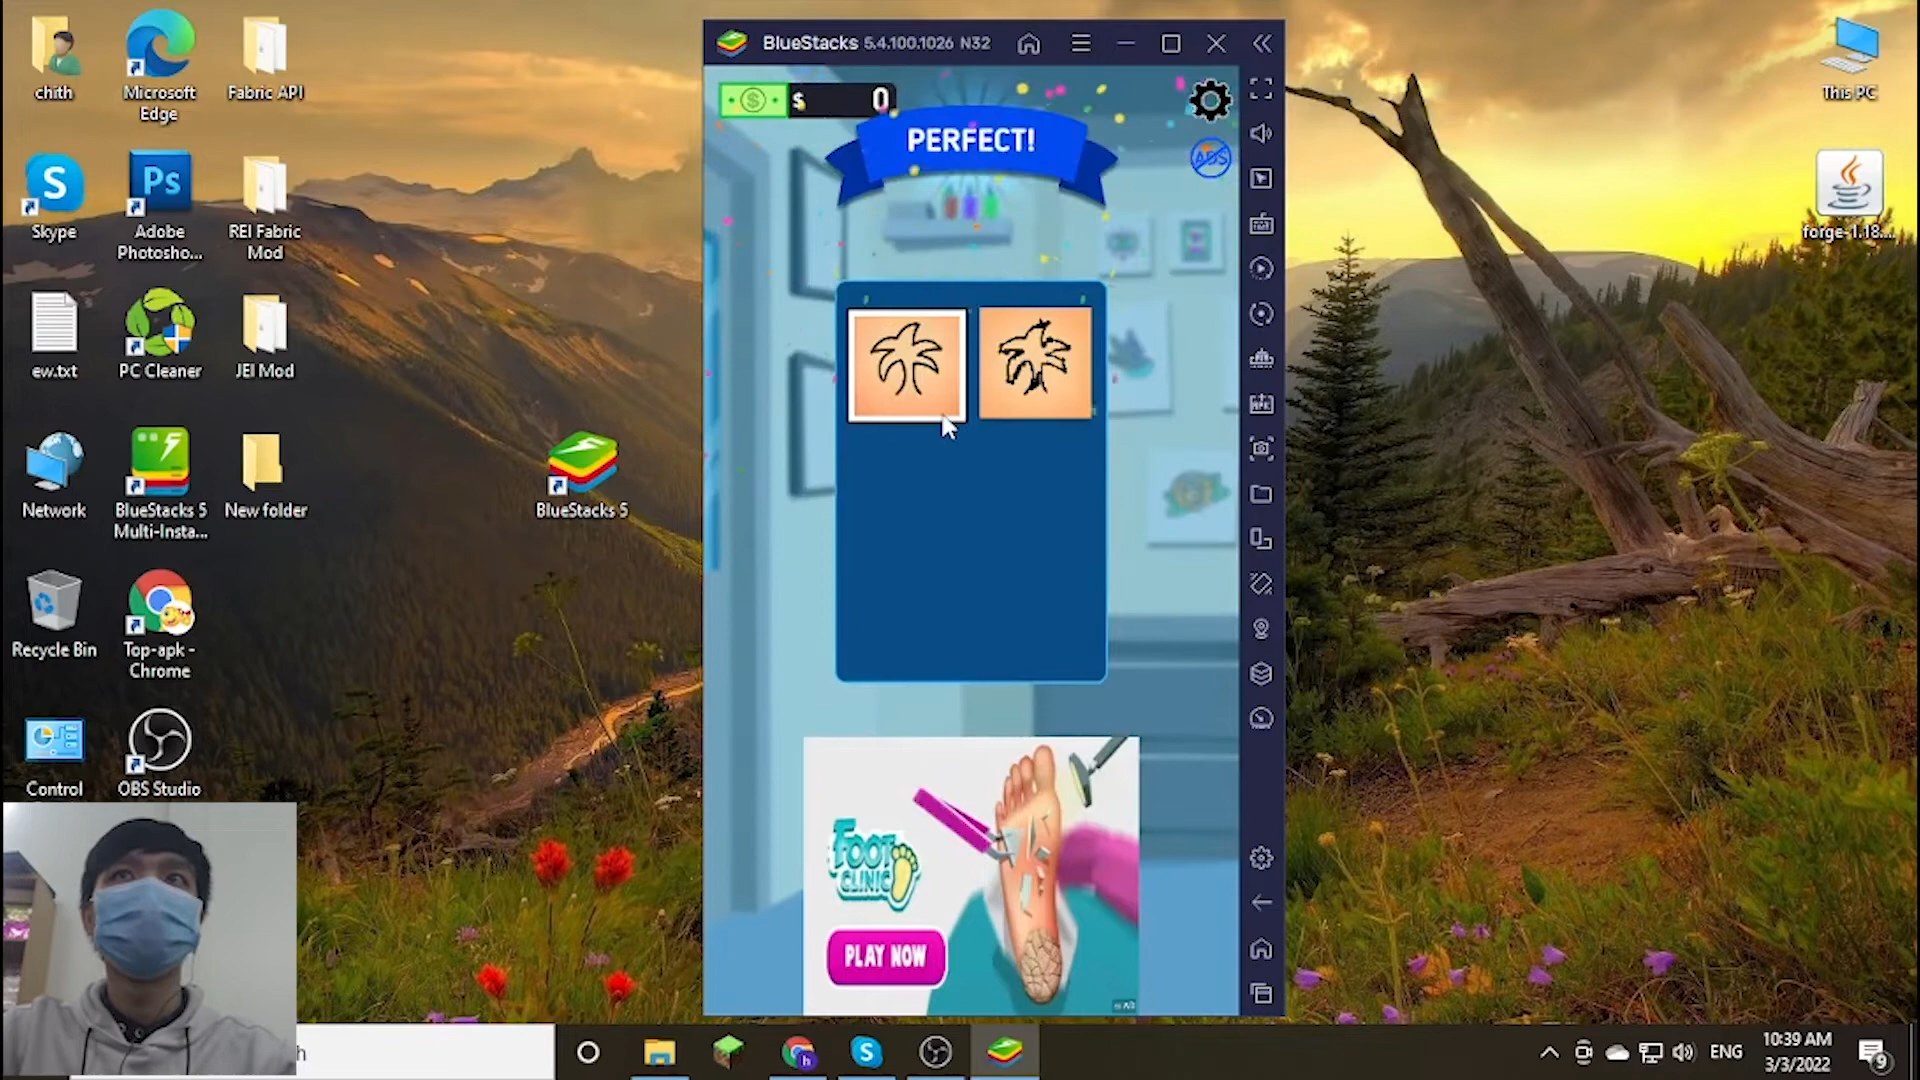 chith
Microsoft
Edge
Fabric API
Skype
Ps
Adobe
Photosho...
REI Fabric
Mod
ew.txt
PC Cleaner
JEI Mod
Network
BlueStacks 5
Multi-Insta...
New folder
BlueStacks 5
Recycle Bin
Top-apk -
Chrome
Control
OBS Studio
BlueStacks 5.4.100.1026 N32
$ 0
PERFECT!
ADS
FOOT
CLINIC
PLAY NOW
This PC
forge-1.18....
h
ENG
10:39 AM
3/3/2022
9